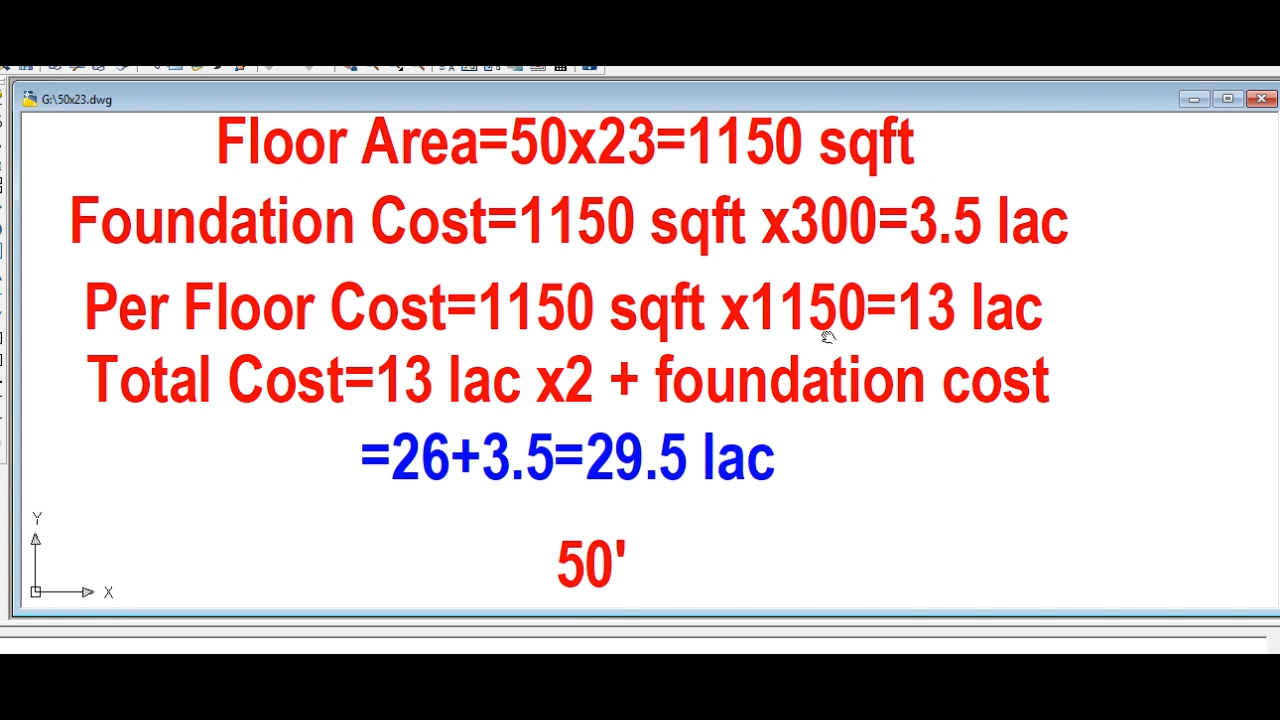 G:\50x23.dwg
Floor Area=50x23=1150 sqft
Foundation Cost=1150 sqft x300=3.5 lac
Per Floor Cost=1150 sqft x1150=13 lac
Total Cost=13 lac x2 + foundation cost
=26+3.5=29.5 lac
50'
Y
X